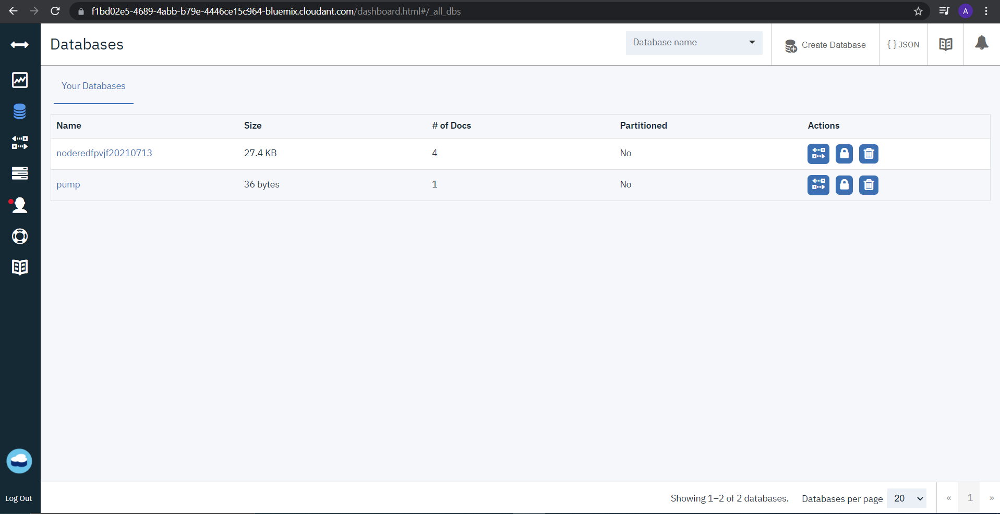 f1bd02e5-4689-4abb-b79e-4446ce15c964-bluemix.cloudant.com/dashboard.html#/_all_dbs
A
Databases
Database name
Create Database
{ } JSON
Your Databases
Name Size # of Docs Partitioned Actions
noderedfpvjf20210713 27.4 KB 4 No
pump 36 bytes 1 No
Log Out
Showing 1–2 of 2 databases. Databases per page 20 « 1 »